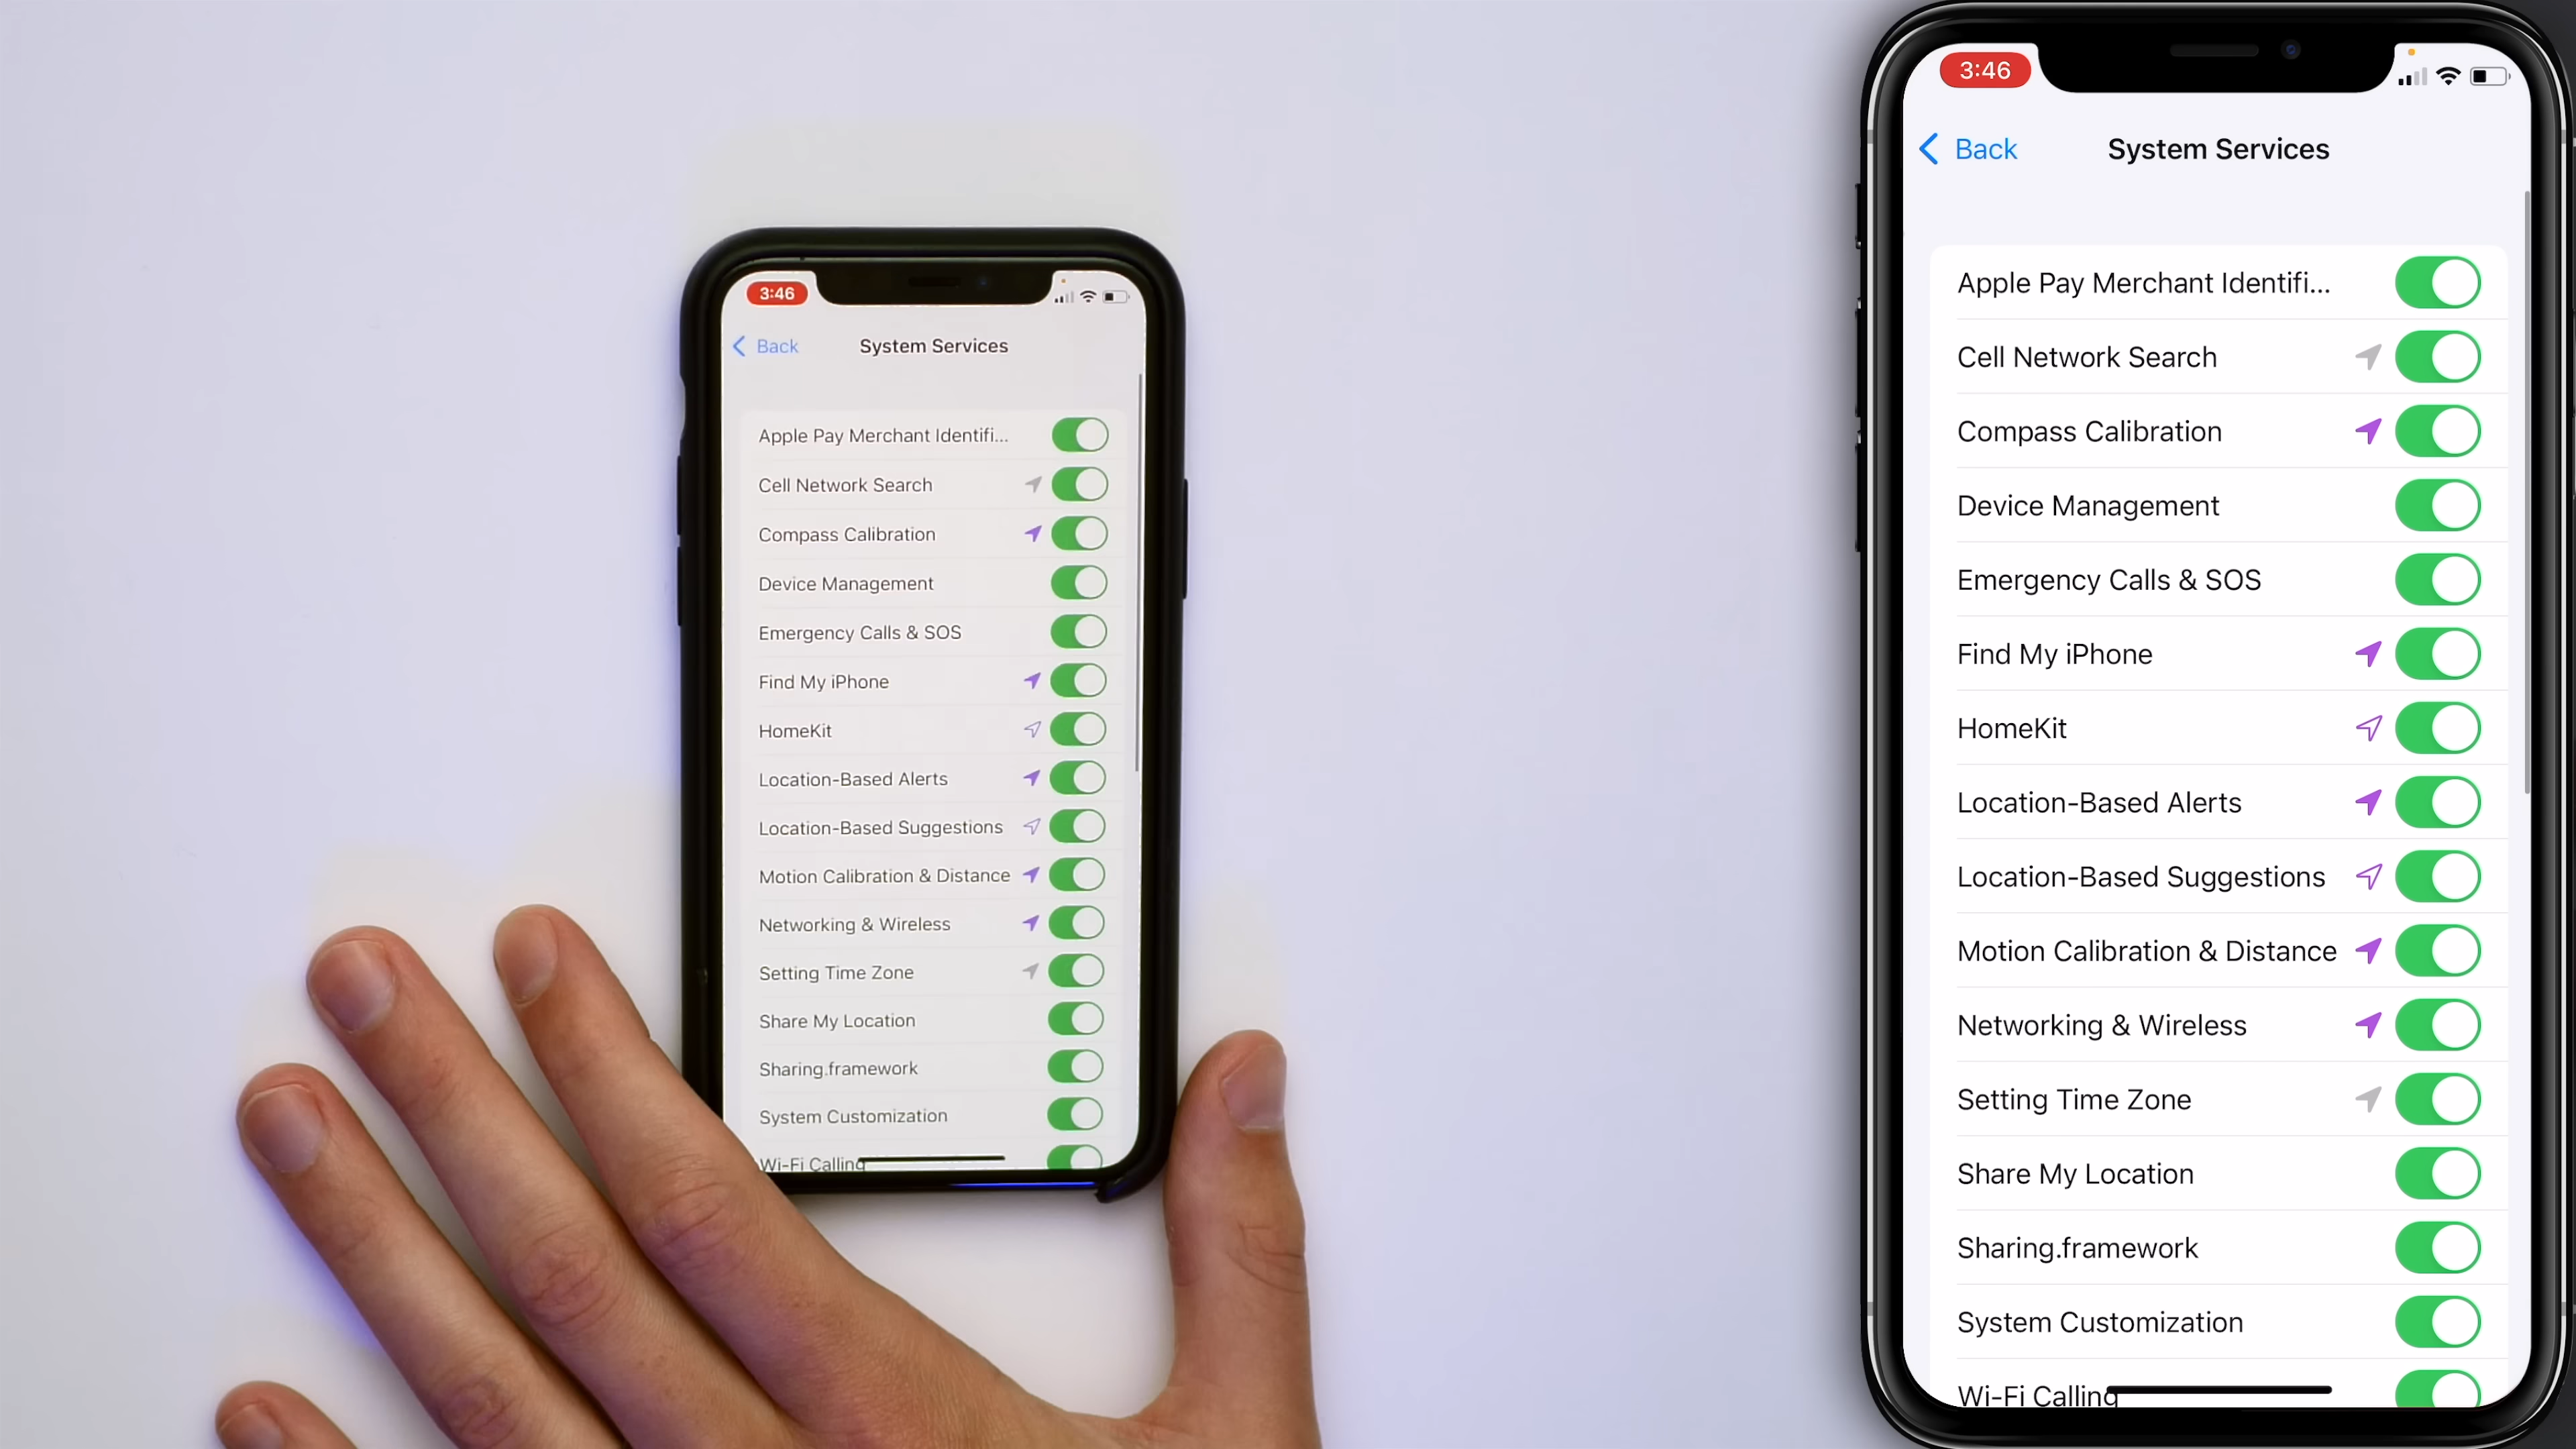 3:46
Back
System Services
Apple Pay Merchant Identifi...
Cell Network Search
Compass Calibration
Device Management
Emergency Calls & SOS
Find My iPhone
HomeKit
Location-Based Alerts
Location-Based Suggestions
Motion Calibration & Distance
Networking & Wireless
Setting Time Zone
Share My Location
Sharing.framework
System Customization
Wi-Fi Calling
3:46
Back
System Services
Apple Pay Merchant Identifi...
Cell Network Search
Compass Calibration
Device Management
Emergency Calls & SOS
Find My iPhone
HomeKit
Location-Based Alerts
Location-Based Suggestions
Motion Calibration & Distance
Networking & Wireless
Setting Time Zone
Share My Location
Sharing.framework
System Customization
Wi-Fi Calling